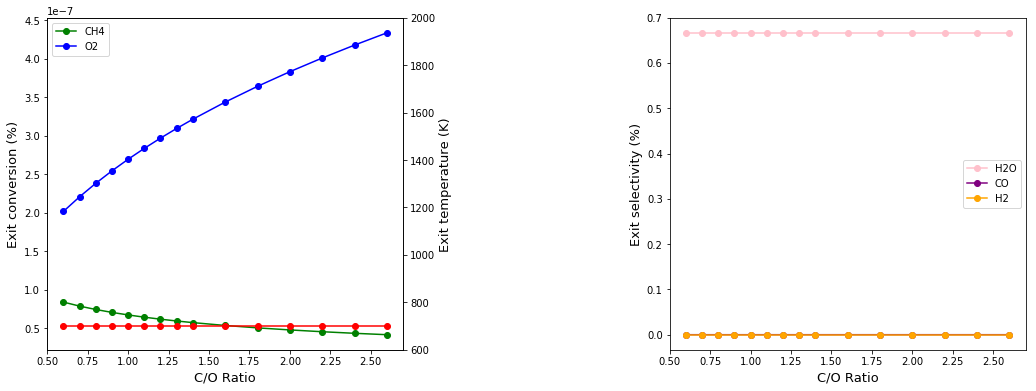 1e−7
4.5
4.0
3.5
3.0
2.5
2.0
1.5
1.0
0.5
Exit conversion (%)
CH4
O2
2000
1800
1600
1400
1200
1000
800
600
Exit temperature (K)
0.50 0.75 1.00 1.25 1.50 1.75 2.00 2.25 2.50
C/O Ratio
0.7
0.6
0.5
0.4
0.3
0.2
0.1
0.0
Exit selectivity (%)
H2O
CO
H2
0.50 0.75 1.00 1.25 1.50 1.75 2.00 2.25 2.50
C/O Ratio